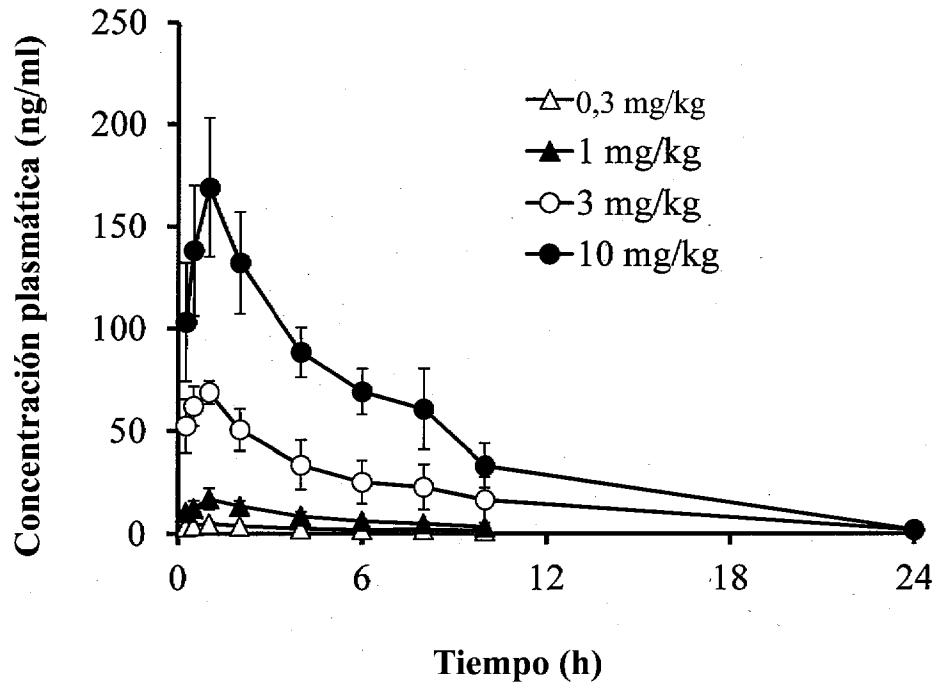 Concentración plasmática (ng/ml)
250
200
150
100
50
0
0,3 mg/kg
1 mg/kg
3 mg/kg
10 mg/kg
0 6 12 18 24
Tiempo (h)